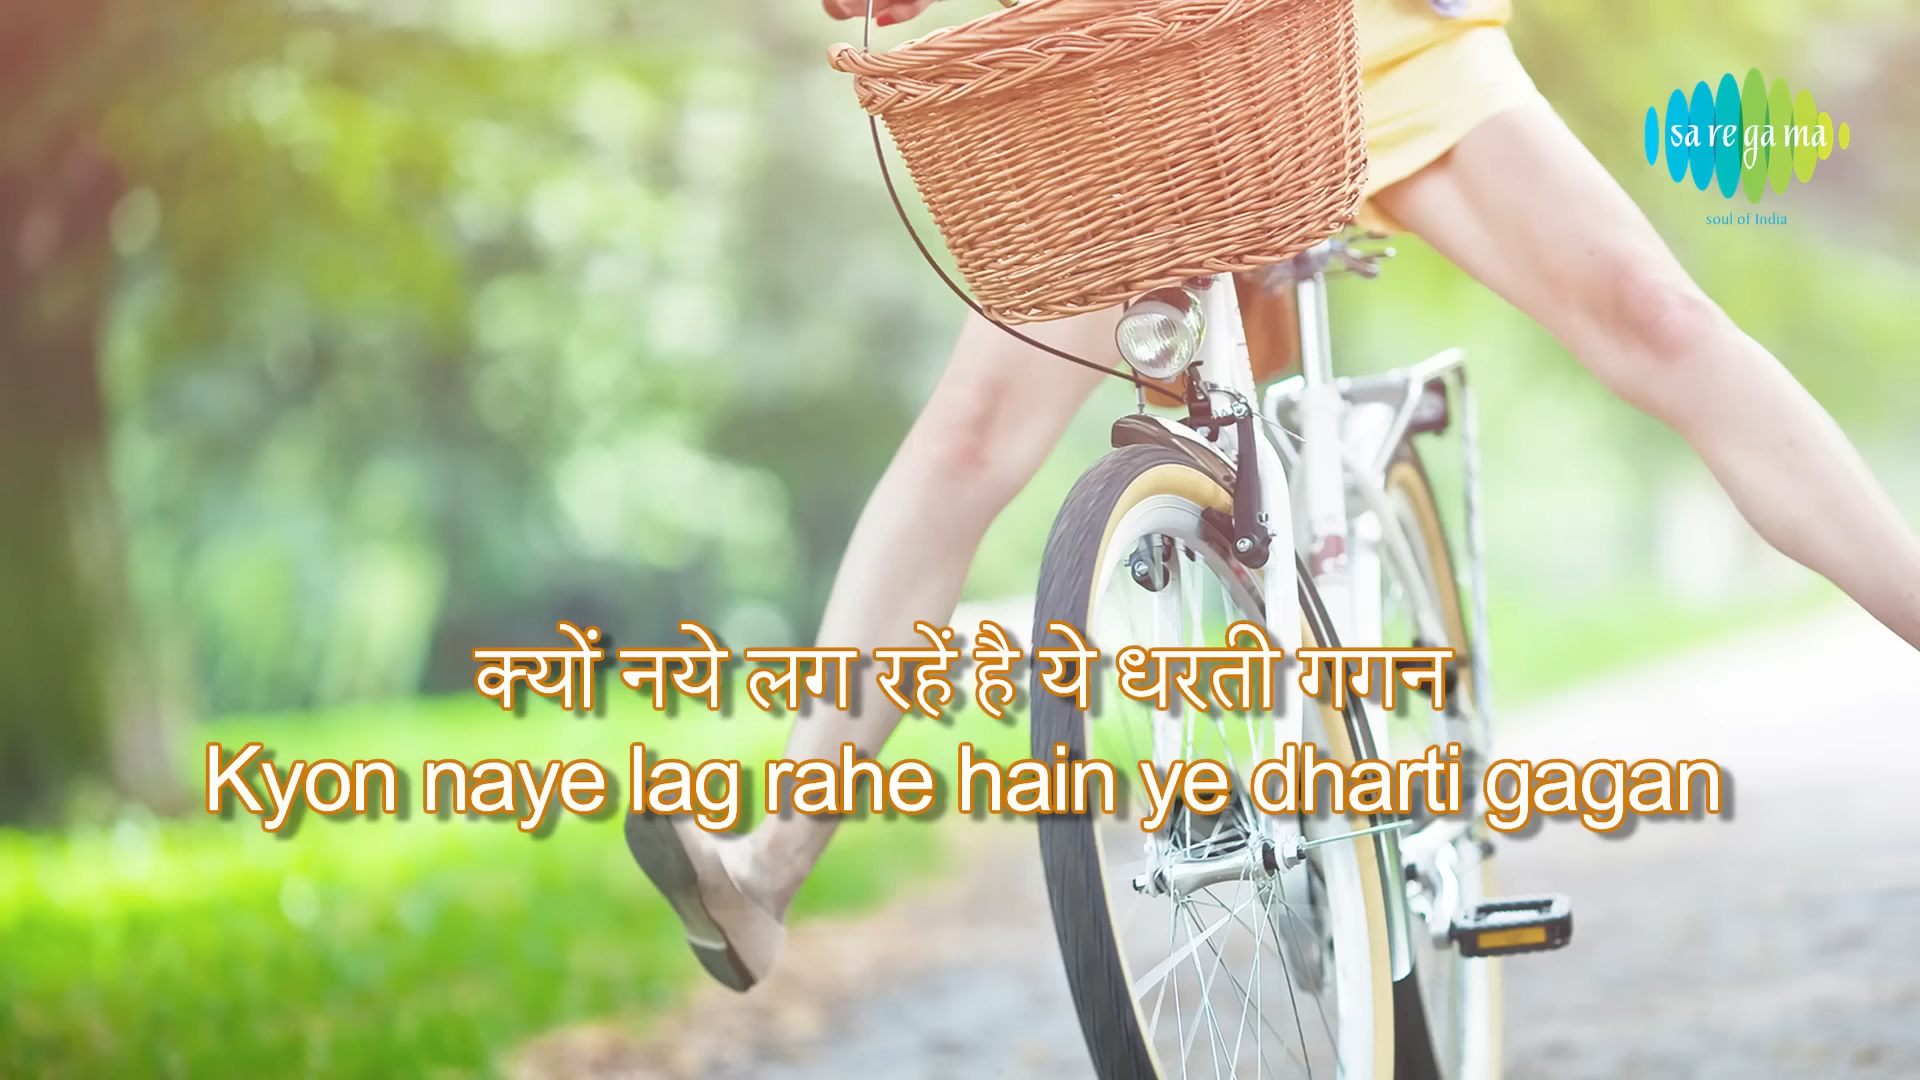 sa re ga ma
soul of India
क्यों नये लग रहें है ये धरती गगन
Kyon naye lag rahe hain ye dharti gagan